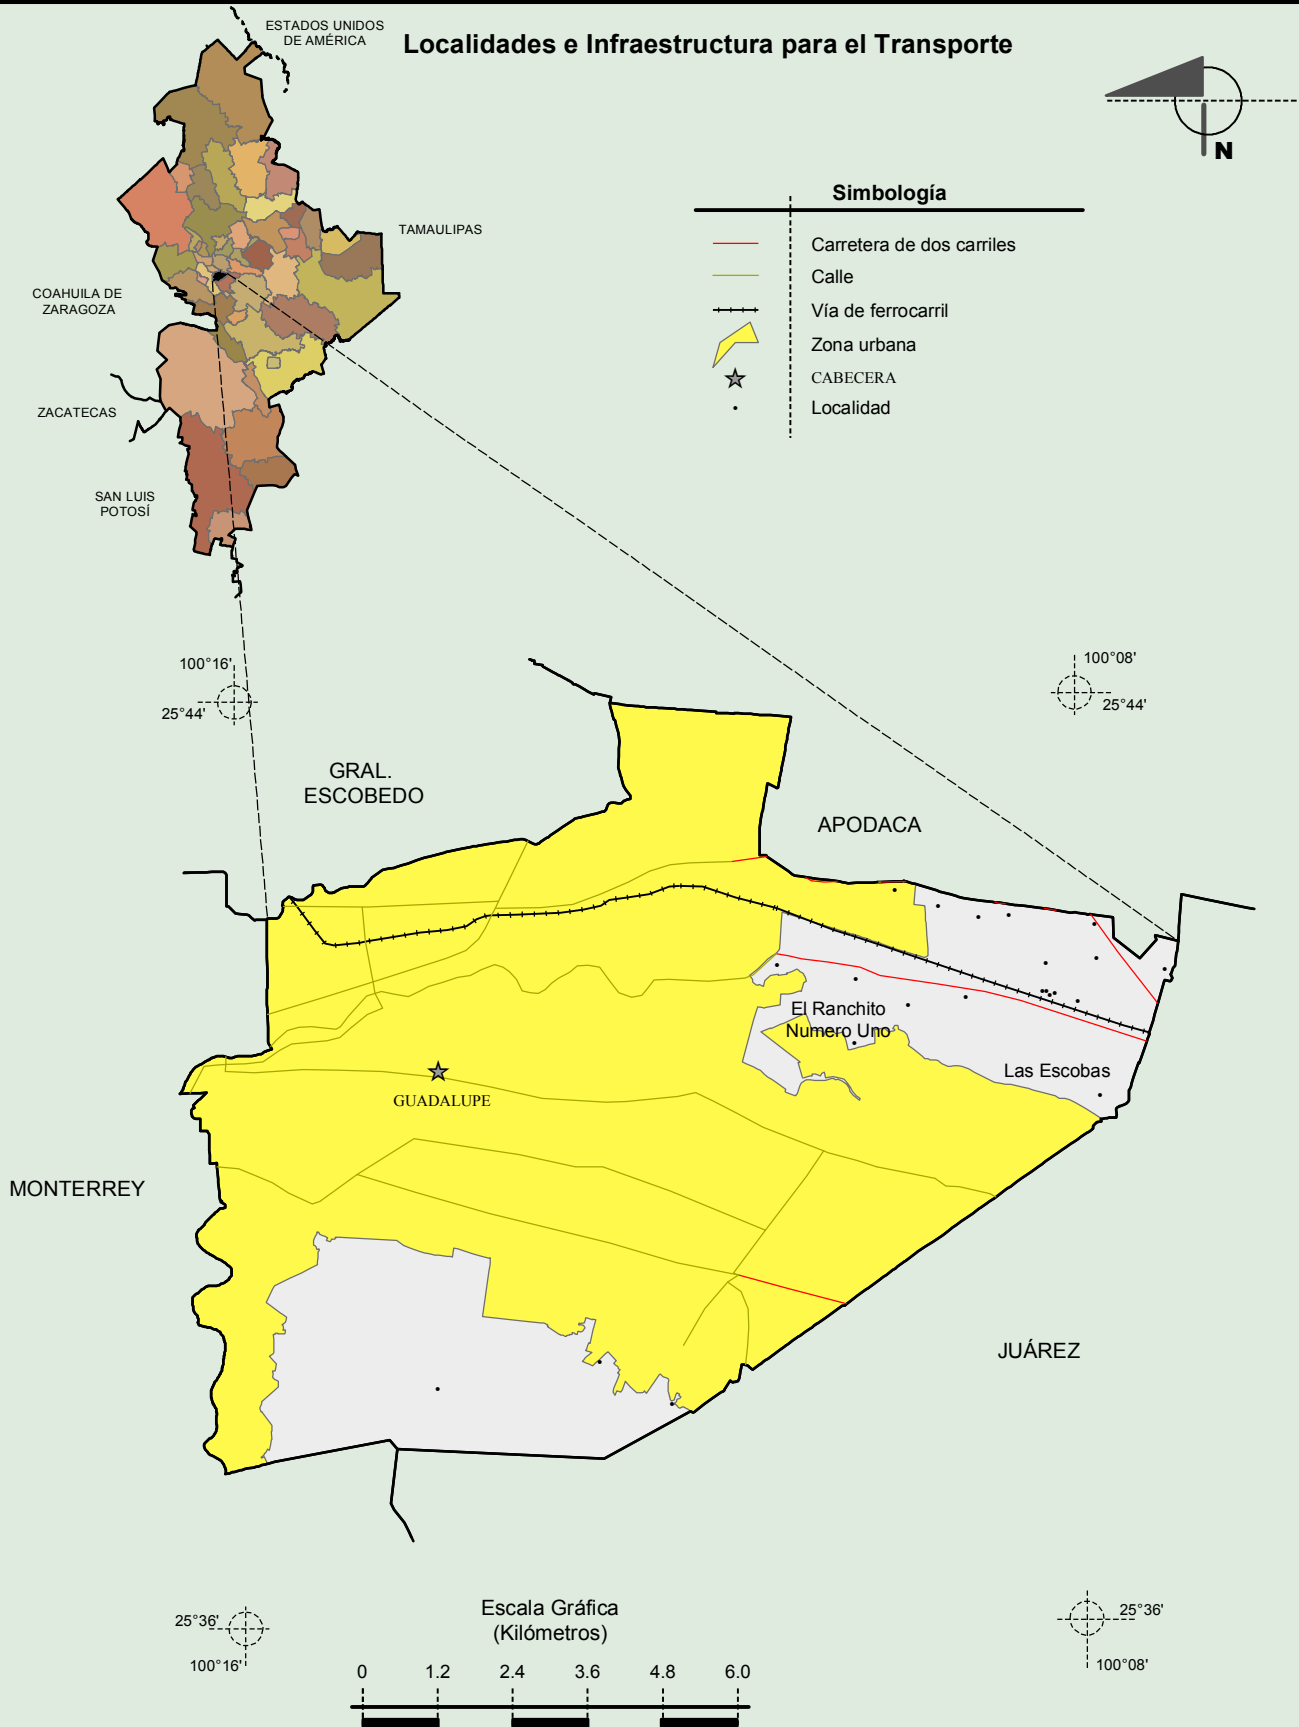 ESTADOS UNIDOS
DE AMÉRICA
Localidades e Infraestructura para el Transporte
N
Simbología
Carretera de dos carriles
Calle
Vía de ferrocarril
Zona urbana
CABECERA
Localidad
TAMAULIPAS
COAHUILA DE
ZARAGOZA
ZACATECAS
SAN LUIS
POTOSÍ
100°16'
25°44'
100°08'
25°44'
GRAL.
ESCOBEDO
APODACA
El Ranchito
Numero Uno
Las Escobas
GUADALUPE
MONTERREY
JUÁREZ
25°36'
100°16'
Escala Gráfica
(Kilómetros)
0 1.2 2.4 3.6 4.8 6.0
25°36'
100°08'